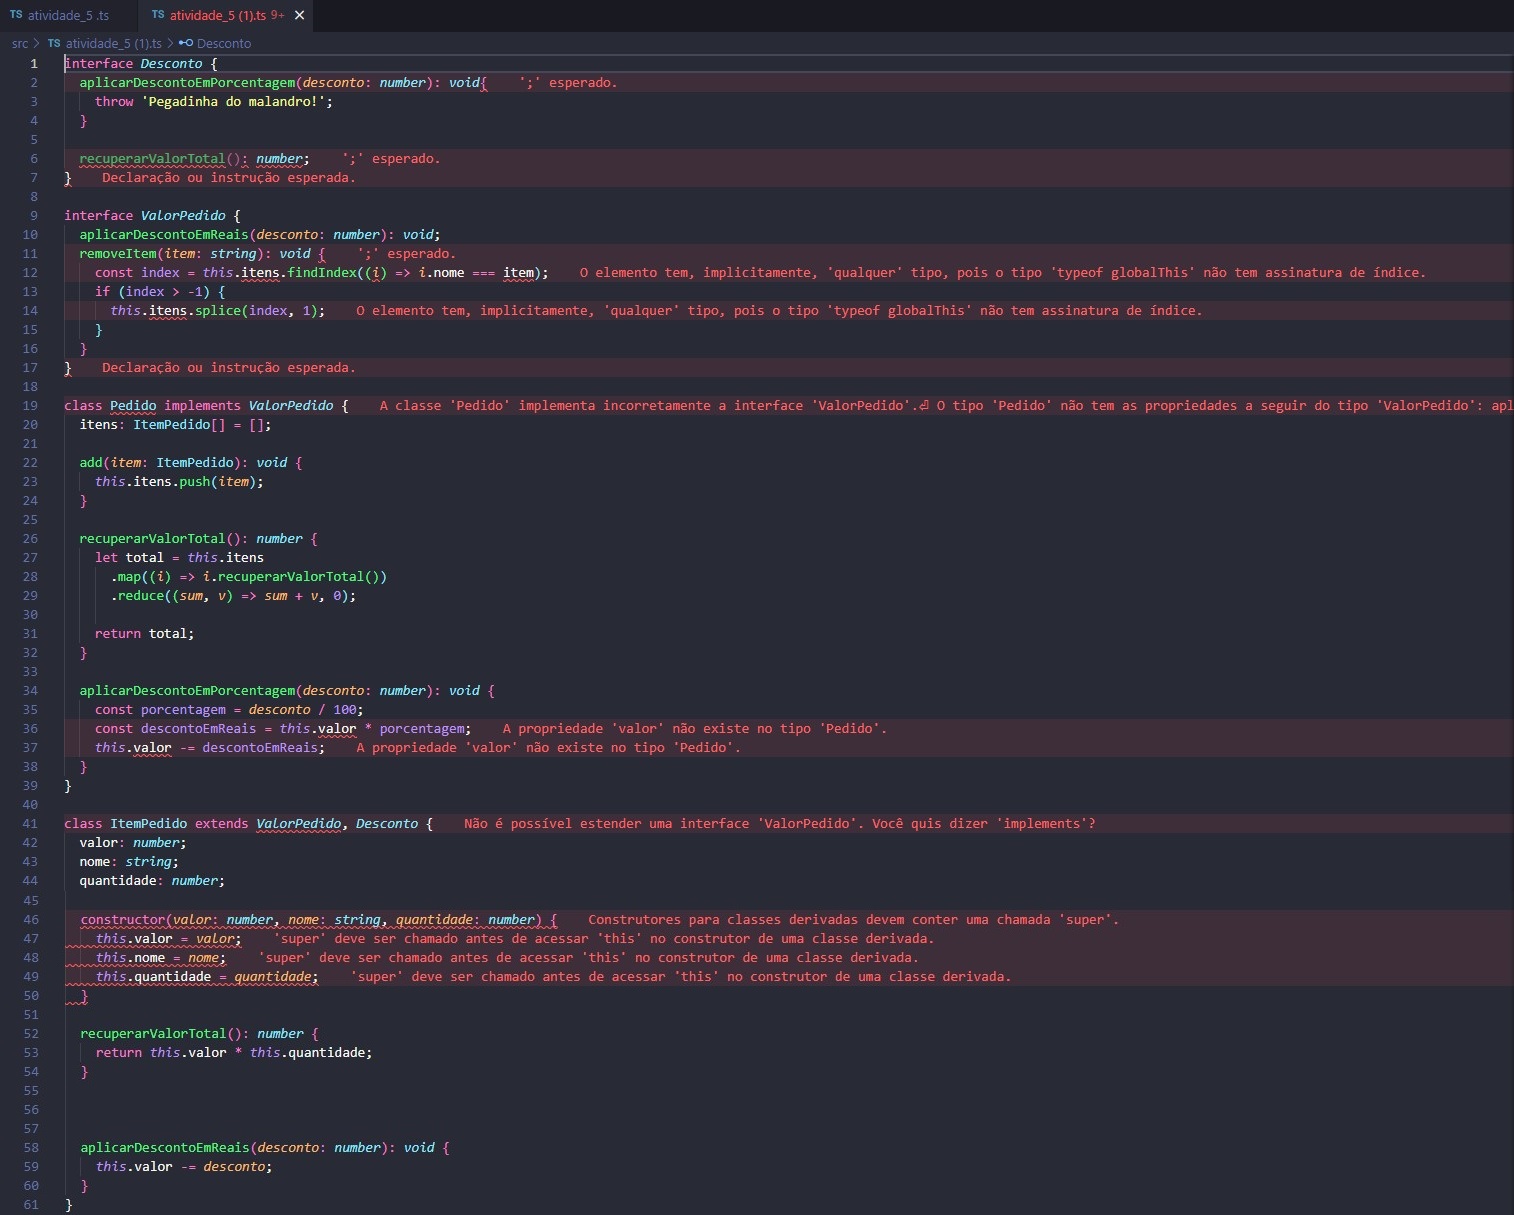 TS atividade_5 .ts TS atividade_5 (1).ts 9+ ✕
src > TS atividade_5 (1).ts > Desconto
1 interface Desconto {
2 aplicarDescontoEmPorcentagem(desconto: number): void{ ';' esperado.
3 throw 'Pegadinha do malandro!';
4 }
5
6 recuperarValorTotal(): number; ';' esperado.
7 } Declaração ou instrução esperada.
8
9 interface ValorPedido {
10 aplicarDescontoEmReais(desconto: number): void;
11 removeItem(item: string): void { ';' esperado.
12 const index = this.itens.findIndex((i) => i.nome === item); O elemento tem, implicitamente, 'qualquer' tipo, pois o tipo 'typeof globalThis' não tem assinatura de índice.
13 if (index > -1) {
14 this.itens.splice(index, 1); O elemento tem, implicitamente, 'qualquer' tipo, pois o tipo 'typeof globalThis' não tem assinatura de índice.
15 }
16 }
17 } Declaração ou instrução esperada.
18
19 class Pedido implements ValorPedido { A classe 'Pedido' implementa incorretamente a interface 'ValorPedido'.⏎ O tipo 'Pedido' não tem as propriedades a seguir do tipo 'ValorPedido': apl
20 itens: ItemPedido[] = [];
21
22 add(item: ItemPedido): void {
23 this.itens.push(item);
24 }
25
26 recuperarValorTotal(): number {
27 let total = this.itens
28 .map((i) => i.recuperarValorTotal())
29 .reduce((sum, v) => sum + v, 0);
30
31 return total;
32 }
33
34 aplicarDescontoEmPorcentagem(desconto: number): void {
35 const porcentagem = desconto / 100;
36 const descontoEmReais = this.valor * porcentagem; A propriedade 'valor' não existe no tipo 'Pedido'.
37 this.valor -= descontoEmReais; A propriedade 'valor' não existe no tipo 'Pedido'.
38 }
39 }
40
41 class ItemPedido extends ValorPedido, Desconto { Não é possível estender uma interface 'ValorPedido'. Você quis dizer 'implements'?
42 valor: number;
43 nome: string;
44 quantidade: number;
45
46 constructor(valor: number, nome: string, quantidade: number) { Construtores para classes derivadas devem conter uma chamada 'super'.
47 this.valor = valor; 'super' deve ser chamado antes de acessar 'this' no construtor de uma classe derivada.
48 this.nome = nome; 'super' deve ser chamado antes de acessar 'this' no construtor de uma classe derivada.
49 this.quantidade = quantidade; 'super' deve ser chamado antes de acessar 'this' no construtor de uma classe derivada.
50 }
51
52 recuperarValorTotal(): number {
53 return this.valor * this.quantidade;
54 }
55
56
57
58 aplicarDescontoEmReais(desconto: number): void {
59 this.valor -= desconto;
60 }
61 }